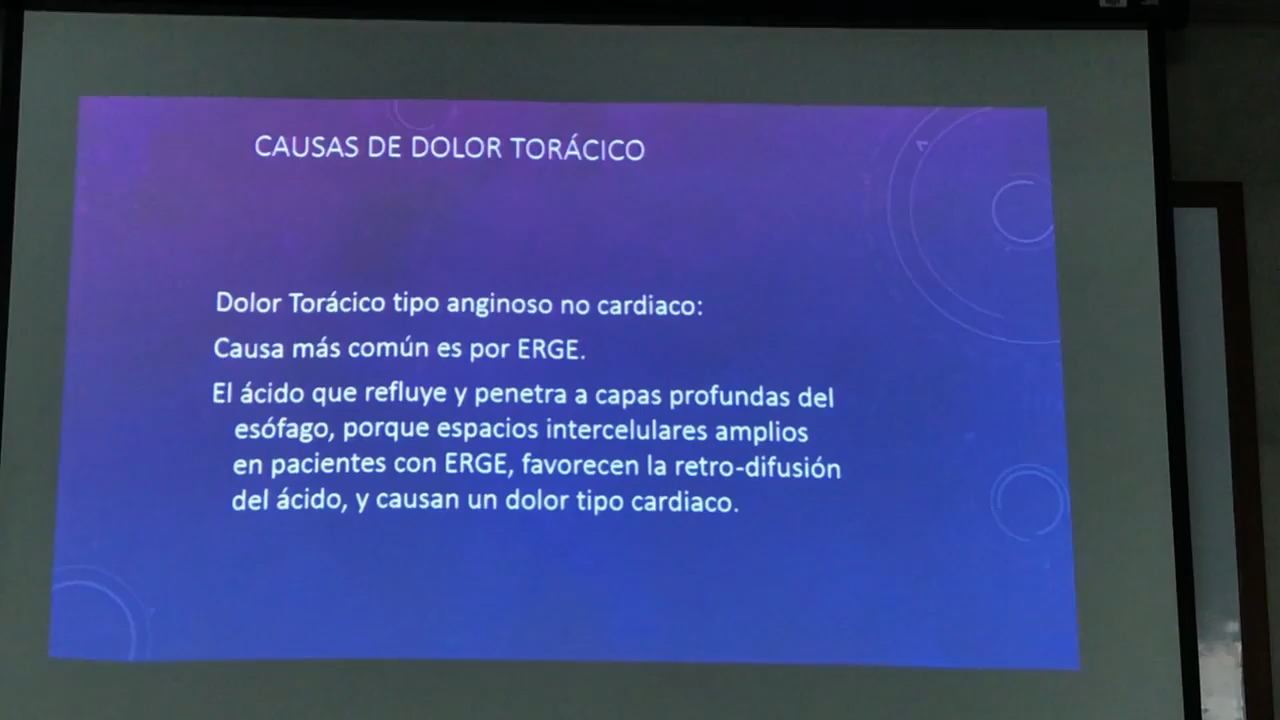 CAUSAS DE DOLOR TORÁCICO
Dolor Torácico tipo anginoso no cardiaco:
Causa más común es por ERGE.
El ácido que refluye y penetra a capas profundas del
esófago, porque espacios intercelulares amplios
en pacientes con ERGE, favorecen la retro-difusión
del ácido, y causan un dolor tipo cardiaco.